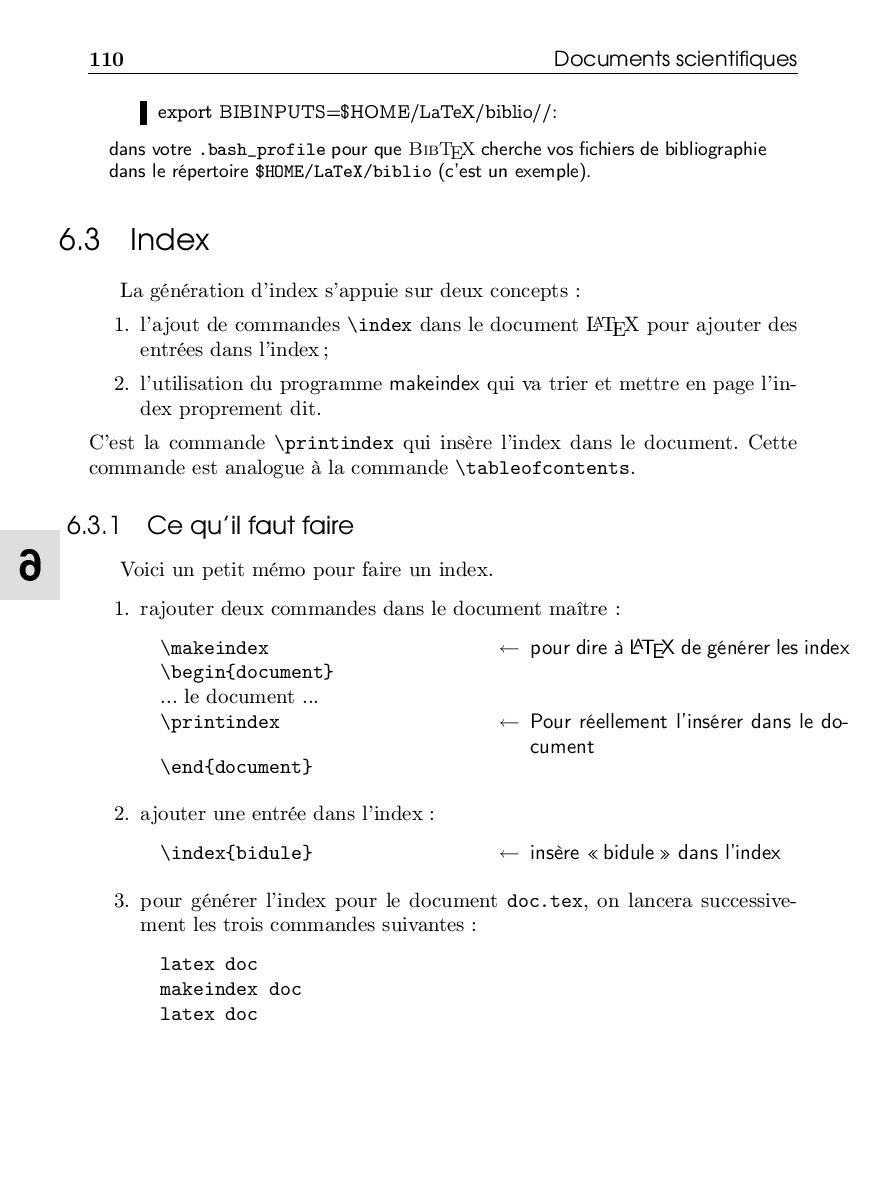 110 Documents scientifiques
export BIBINPUTS=$HOME/LaTeX/biblio//:
dans votre .bash_profile pour que BIBTEX cherche vos fichiers de bibliographie
dans le répertoire $HOME/LaTeX/biblio (c'est un exemple).
6.3 Index
La génération d'index s'appuie sur deux concepts :
1. l'ajout de commandes \index dans le document LATEX pour ajouter des
entrées dans l'index ;
2. l'utilisation du programme makeindex qui va trier et mettre en page l'in-
dex proprement dit.
C'est la commande \printindex qui insère l'index dans le document. Cette
commande est analogue à la commande \tableofcontents.
6.3.1 Ce qu'il faut faire
6
Voici un petit mémo pour faire un index.
1. rajouter deux commandes dans le document maître :
\makeindex ← pour dire à LATEX de générer les index
\begin{document}
... le document ...
\printindex ← Pour réellement l'insérer dans le do-
cument
\end{document}
2. ajouter une entrée dans l'index :
\index{bidule} ← insère « bidule » dans l'index
3. pour générer l'index pour le document doc.tex, on lancera successive-
ment les trois commandes suivantes :
latex doc
makeindex doc
latex doc